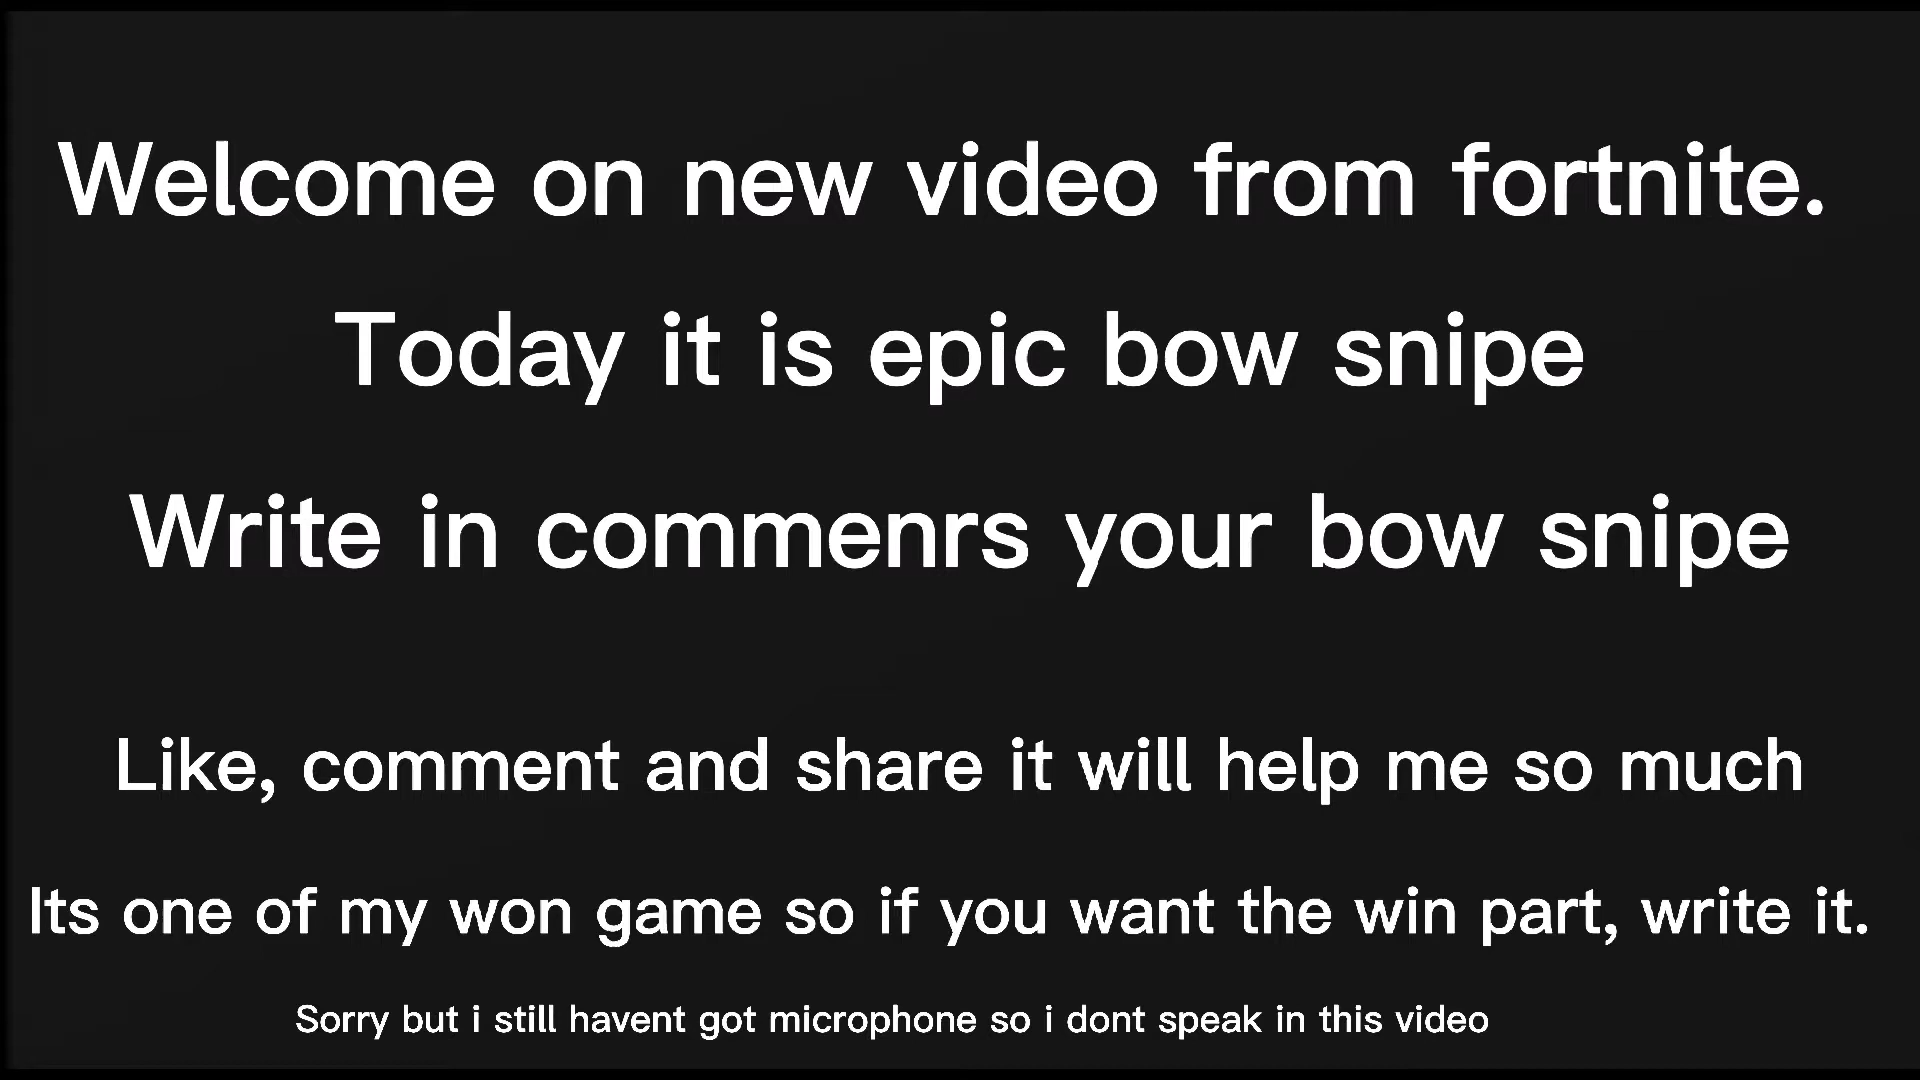 Welcome on new video from fortnite.
Today it is epic bow snipe
Write in commenrs your bow snipe
Like, comment and share it will help me so much
Its one of my won game so if you want the win part, write it.
Sorry but i still havent got microphone so i dont speak in this video